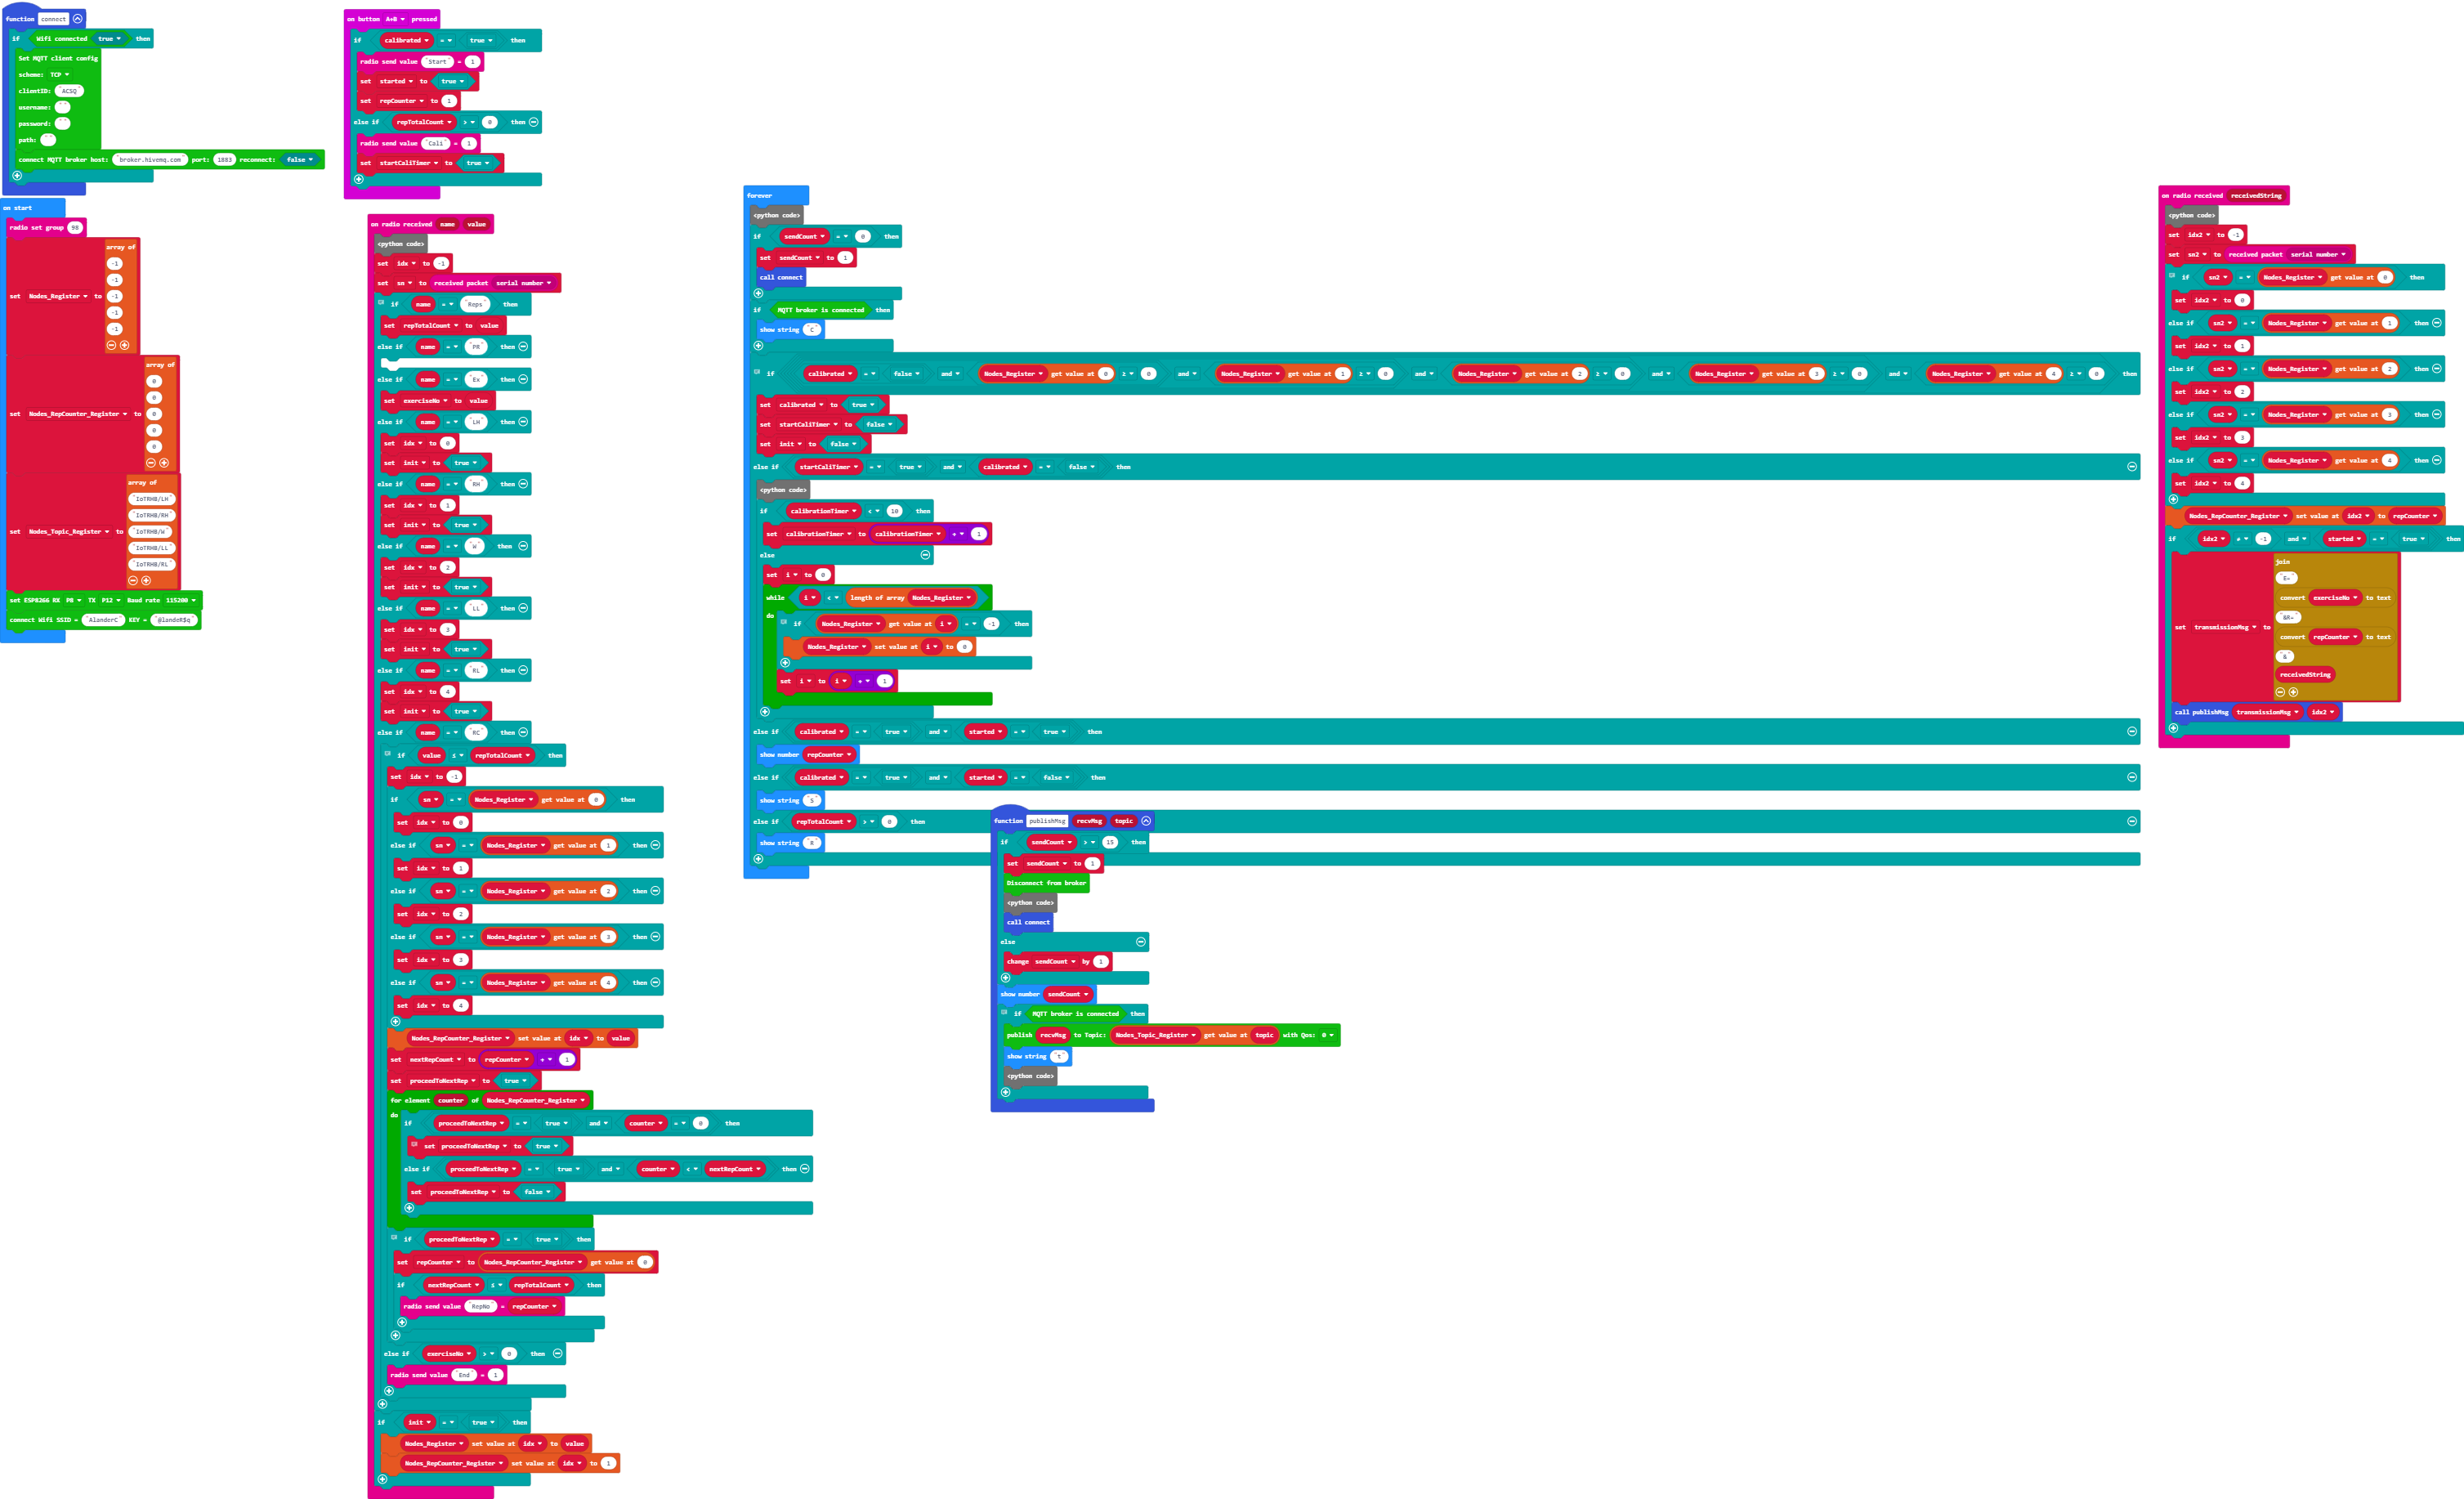 function connect
if Wifi connected true then
Set MQTT client config
scheme: TCP
clientID: "ACSQ"
username: ""
password: ""
path: ""
connect MQTT broker host: "broker.hivemq.com" port: 1883 reconnect: false
on start
radio set group 98
set Nodes_Register to array of
-1
-1
-1
-1
-1
set Nodes_RepCounter_Register to array of
0
0
0
0
0
set Nodes_Topic_Register to array of
"IoTRHB/LH"
"IoTRHB/RH"
"IoTRHB/W"
"IoTRHB/LL"
"IoTRHB/RL"
set ESP8266 RX P8 TX P12 Baud rate 115200
connect Wifi SSID = "AlanderC" KEY = "@landeR$q"
on button A+B pressed
if calibrated = true then
radio send value "Start" = 1
set started to true
set repCounter to 1
else if repTotalCount > 0 then
radio send value "Cali" = 1
set startCaliTimer to true
on radio received name value
<python code>
set idx to -1
set sn to received packet serial number
if name = "Reps" then
set repTotalCount to value
else if name = "PR" then
else if name = "Ex" then
set exerciseNo to value
else if name = "LH" then
set idx to 0
set init to true
else if name = "RH" then
set idx to 1
set init to true
else if name = "W" then
set idx to 2
set init to true
else if name = "LL" then
set idx to 3
set init to true
else if name = "RL" then
set idx to 4
set init to true
else if name = "RC" then
if value ≤ repTotalCount then
set idx to -1
if sn = Nodes_Register get value at 0 then
set idx to 0
else if sn = Nodes_Register get value at 1 then
set idx to 1
else if sn = Nodes_Register get value at 2 then
set idx to 2
else if sn = Nodes_Register get value at 3 then
set idx to 3
else if sn = Nodes_Register get value at 4 then
set idx to 4
Nodes_RepCounter_Register set value at idx to value
set nextRepCount to repCounter + 1
set proceedToNextRep to true
for element counter of Nodes_RepCounter_Register
do
if proceedToNextRep = true and counter = 0 then
set proceedToNextRep to true
else if proceedToNextRep = true and counter < nextRepCount then
set proceedToNextRep to false
if proceedToNextRep = true then
set repCounter to Nodes_RepCounter_Register get value at 0
if nextRepCount ≤ repTotalCount then
radio send value "RepNo" = repCounter
else if exerciseNo > 0 then
radio send value "End" = 1
if init = true then
Nodes_Register set value at idx to value
Nodes_RepCounter_Register set value at idx to 1
forever
<python code>
if sendCount = 0 then
set sendCount to 1
call connect
if MQTT broker is connected then
show string "C"
if calibrated = false and Nodes_Register get value at 0 ≥ 0 and Nodes_Register get value at 1 ≥ 0 and Nodes_Register get value at 2 ≥ 0 and Nodes_Register get value at 3 ≥ 0 and Nodes_Register get value at 4 ≥ 0 then
set calibrated to true
set startCaliTimer to false
set init to false
else if startCaliTimer = true and calibrated = false then
<python code>
if calibrationTimer < 10 then
set calibrationTimer to calibrationTimer + 1
else
set i to 0
while i < length of array Nodes_Register
do
if Nodes_Register get value at i = -1 then
Nodes_Register set value at i to 0
set i to i + 1
else if calibrated = true and started = true then
show number repCounter
else if calibrated = true and started = false then
show string "S"
else if repTotalCount > 0 then
show string "R"
function publishMsg recvMsg topic
if sendCount > 15 then
set sendCount to 1
Disconnect from broker
<python code>
call connect
else
change sendCount by 1
show number sendCount
if MQTT broker is connected then
publish recvMsg to Topic: Nodes_Topic_Register get value at topic with Qos: 0
show string "t"
<python code>
on radio received receivedString
<python code>
set idx2 to -1
set sn2 to received packet serial number
if sn2 = Nodes_Register get value at 0 then
set idx2 to 0
else if sn2 = Nodes_Register get value at 1 then
set idx2 to 1
else if sn2 = Nodes_Register get value at 2 then
set idx2 to 2
else if sn2 = Nodes_Register get value at 3 then
set idx2 to 3
else if sn2 = Nodes_Register get value at 4 then
set idx2 to 4
Nodes_RepCounter_Register set value at idx2 to repCounter
if idx2 ≠ -1 and started = true then
set transmissionMsg to join
"E="
convert exerciseNo to text
"&R="
convert repCounter to text
"&"
receivedString
call publishMsg transmissionMsg idx2